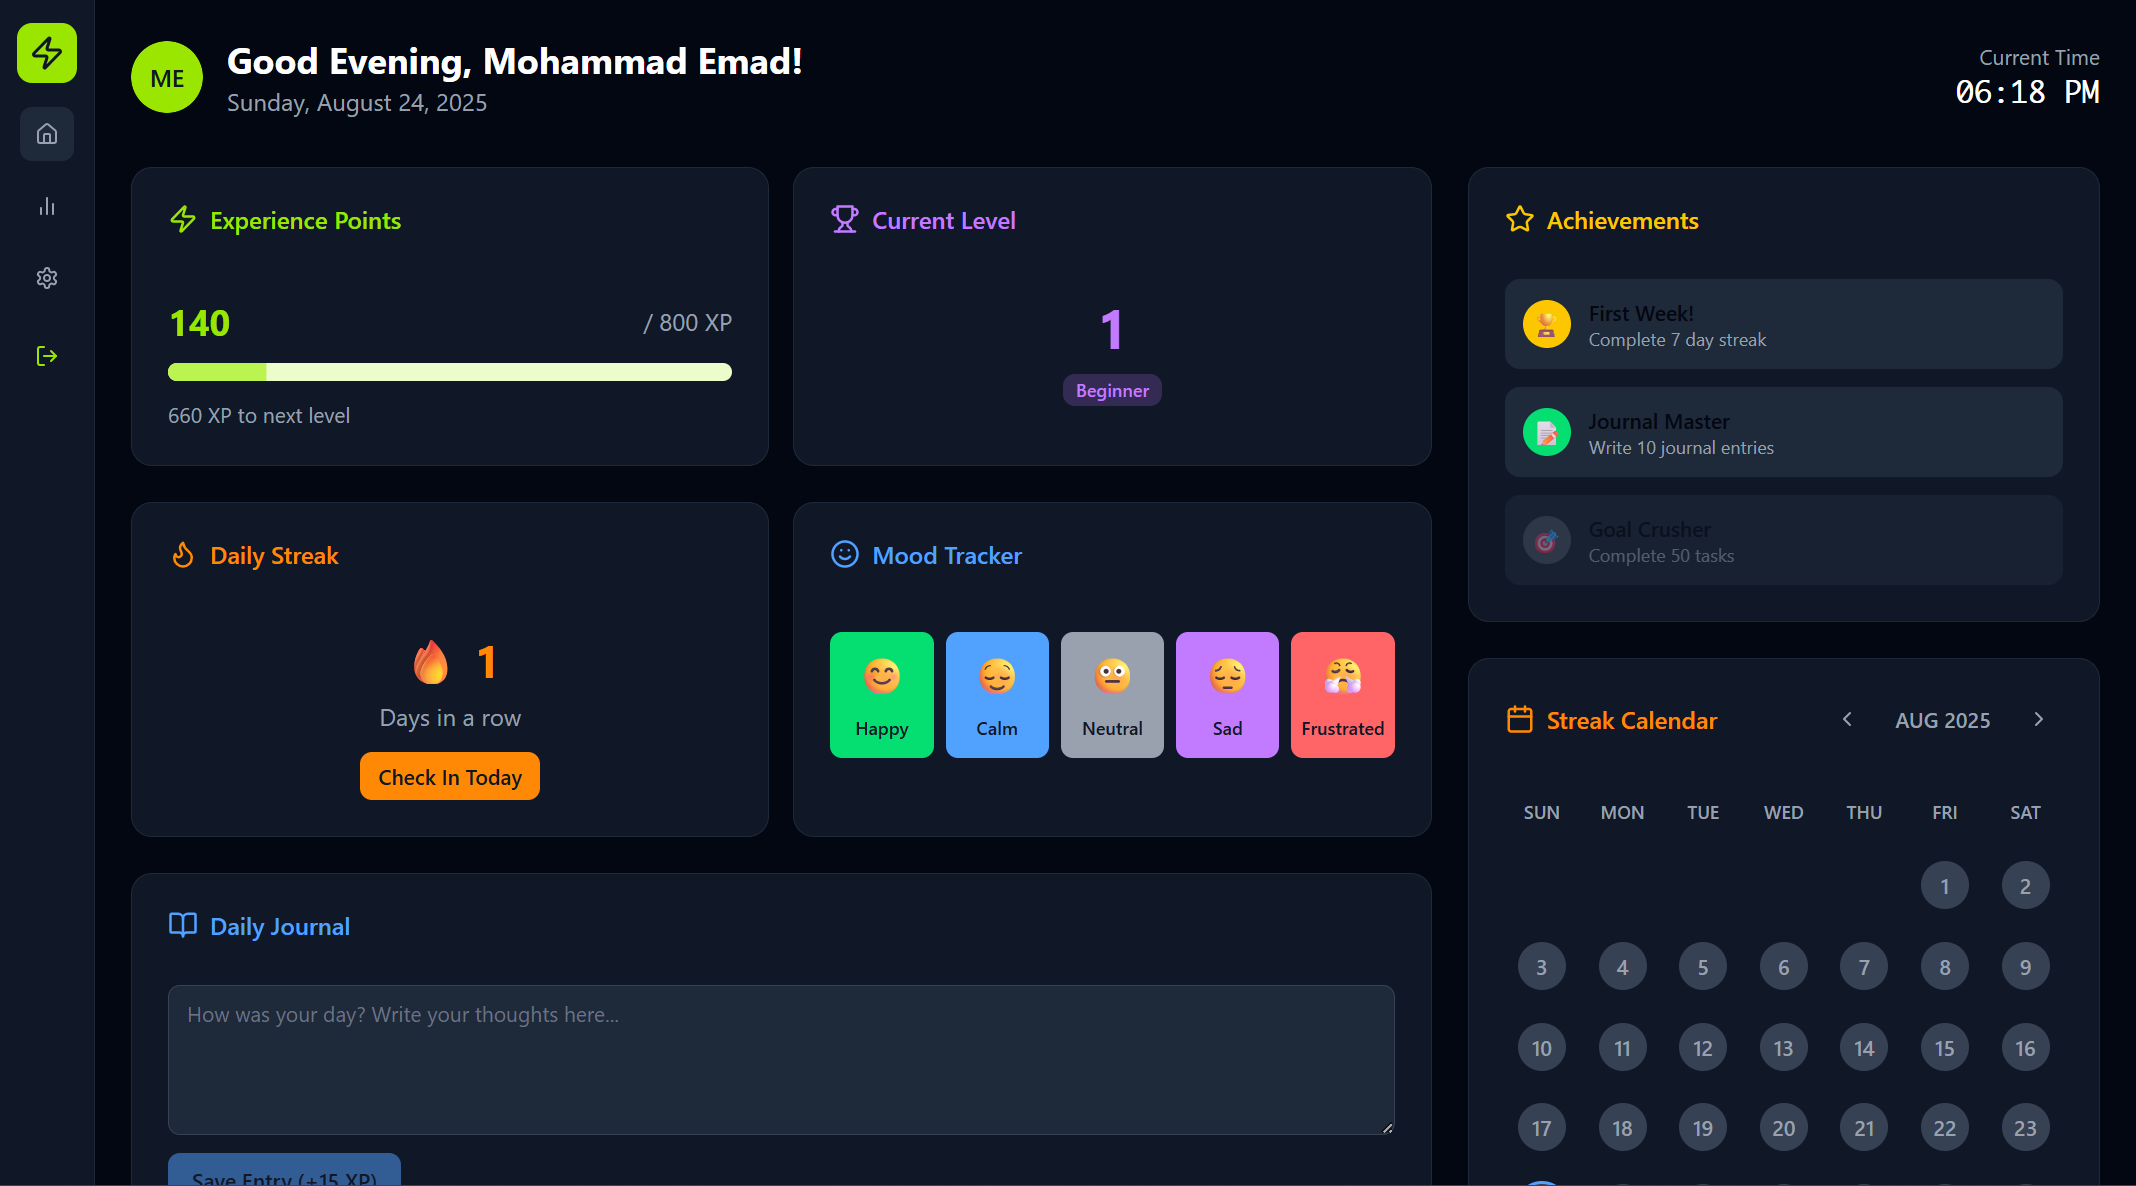 ME
Good Evening, Mohammad Emad!
Sunday, August 24, 2025
Current Time
06:18 PM
Experience Points
140
/ 800 XP
660 XP to next level
Current Level
1
Beginner
Daily Streak
1
Days in a row
Check In Today
Mood Tracker
Happy
Calm
Neutral
Sad
Frustrated
Daily Journal
How was your day? Write your thoughts here...
Save Entry (+15 XP)
Achievements
First Week!
Complete 7 day streak
Journal Master
Write 10 journal entries
Goal Crusher
Complete 50 tasks
Streak Calendar
AUG 2025
SUN MON TUE WED THU FRI SAT
1 2
3 4 5 6 7 8 9
10 11 12 13 14 15 16
17 18 19 20 21 22 23